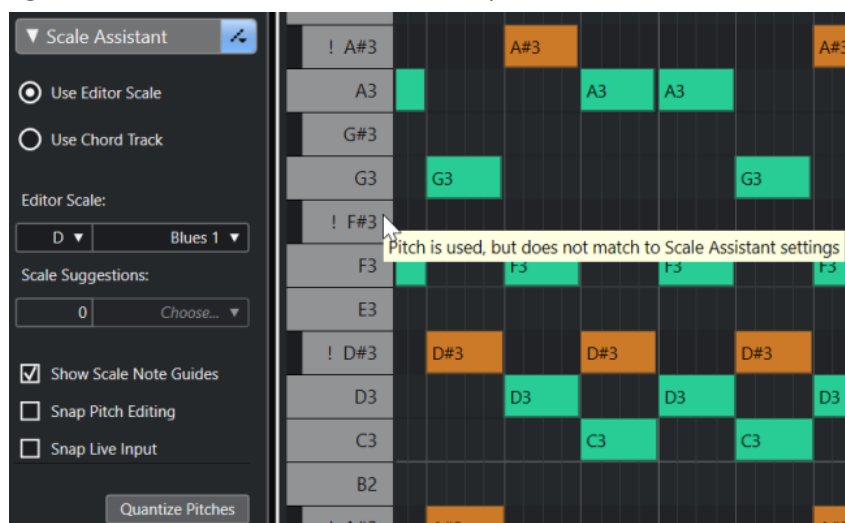 Scale Assistant
Use Editor Scale
Use Chord Track
Editor Scale:
D Blues 1
Scale Suggestions:
0 Choose...
Show Scale Note Guides
Snap Pitch Editing
Snap Live Input
Quantize Pitches
! A#3 A#3
A3 A3 A3
G#3
G3 G3 G3
! F#3
Pitch is used, but does not match to Scale Assistant settings
F3 F3 F3 F3
E3
! D#3 D#3 D#3 D#3
D3 D3 D3 D3
C3 C3 C3
B2